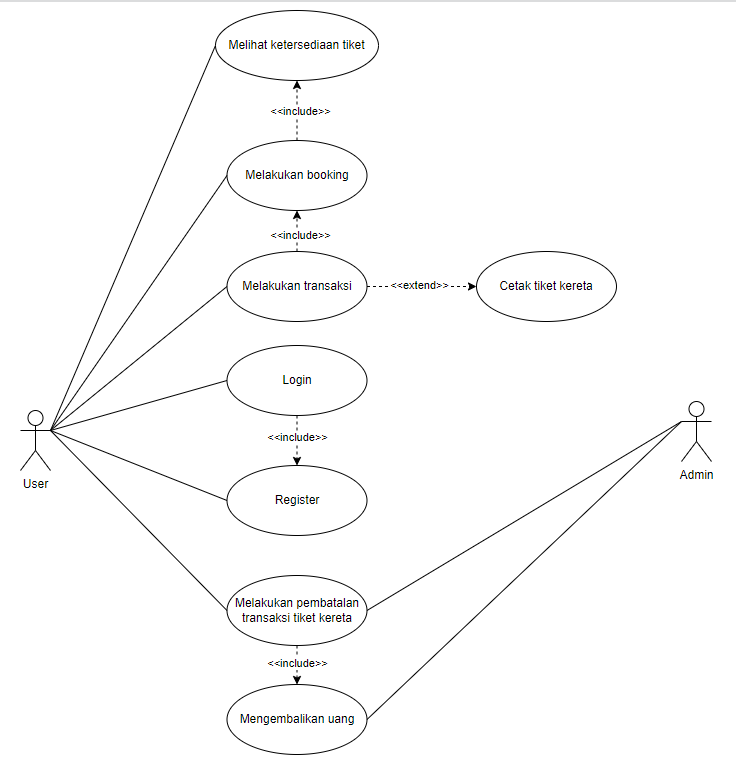 Melihat ketersediaan tiket
<<include>>
Melakukan booking
<<include>>
Melakukan transaksi
<<extend>>
Cetak tiket kereta
Login
<<include>>
Register
User
Admin
Melakukan pembatalan
transaksi tiket kereta
<<include>>
Mengembalikan uang